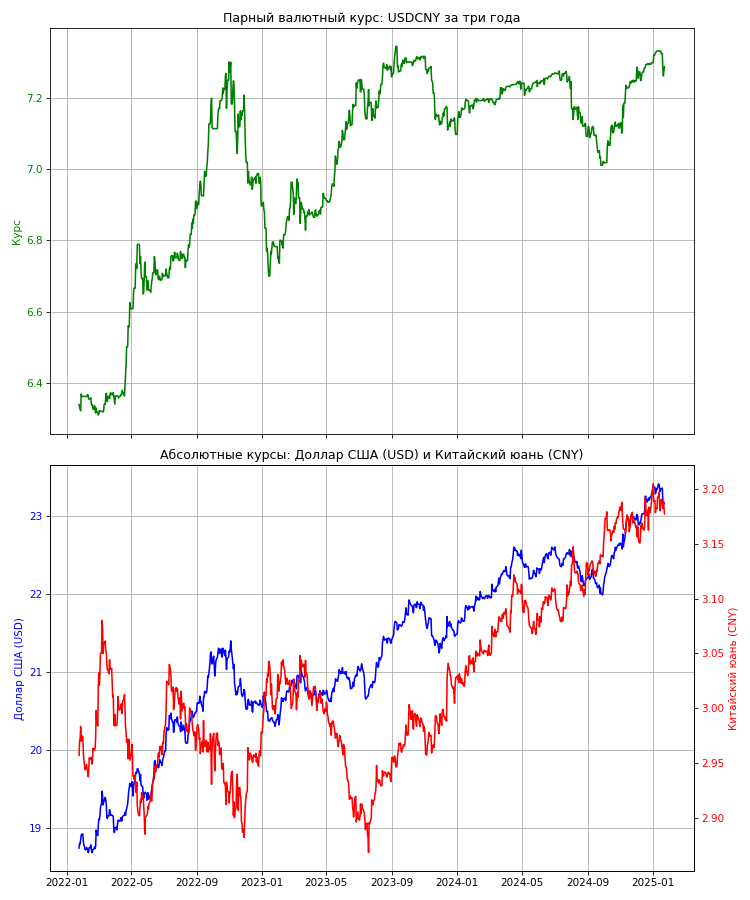 Парный валютный курс: USDCNY за три года
Курс
7.2
7.0
6.8
6.6
6.4
Абсолютные курсы: Доллар США (USD) и Китайский юань (CNY)
Доллар США (USD)
23
22
21
20
19
3.20
3.15
3.10
3.05
3.00
2.95
2.90
Китайский юань (CNY)
2022-01 2022-05 2022-09 2023-01 2023-05 2023-09 2024-01 2024-05 2024-09 2025-01